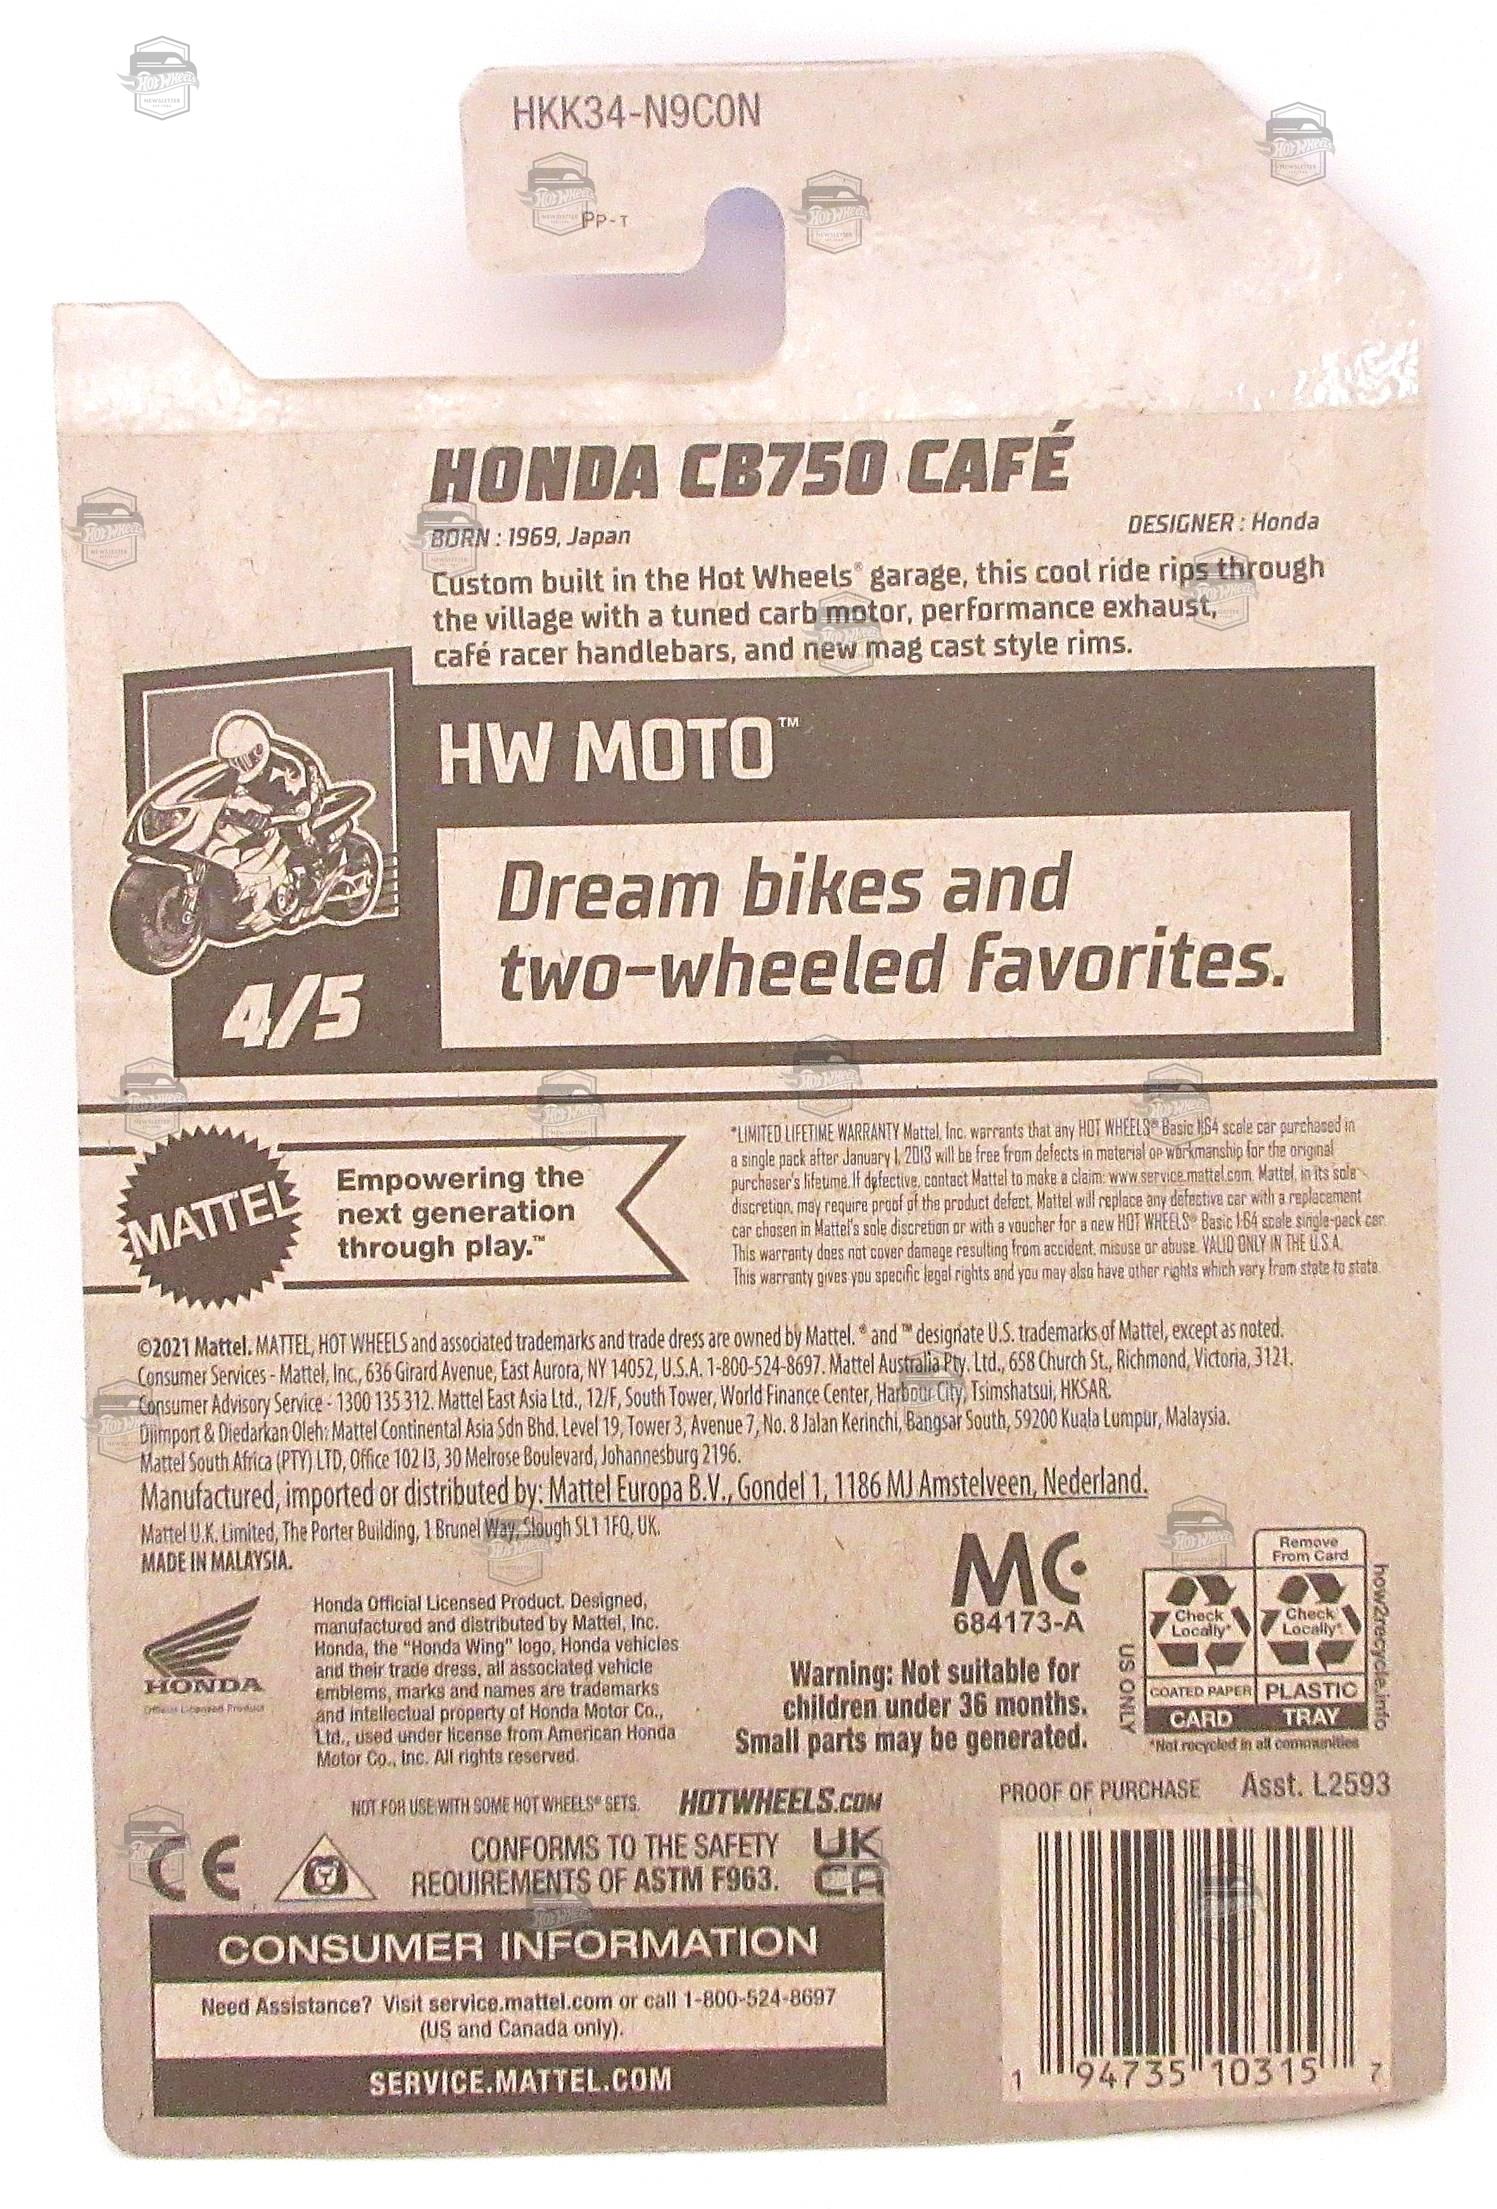 HKK34-N9C0N
PP-T
HONDA CB750 CAFÉ
BORN : 1969, Japan
DESIGNER : Honda
Custom built in the Hot Wheels® garage, this cool ride rips through
the village with a tuned carb motor, performance exhaust,
café racer handlebars, and new mag cast style rims.
HW MOTO™
Dream bikes and
two-wheeled favorites.
4/5
MATTEL
Empowering the
next generation
through play.™
*LIMITED LIFETIME WARRANTY Mattel, Inc. warrants that any HOT WHEELS® Basic 1:64 scale car purchased in
a single pack after January 1, 2013 will be free from defects in material or workmanship for the original
purchaser's lifetime. If defective, contact Mattel to make a claim: www.service.mattel.com. Mattel, in its sole
discretion, may require proof of the product defect. Mattel will replace any defective car with a replacement
car chosen in Mattel's sole discretion or with a voucher for a new HOT WHEELS® Basic 1:64 scale single-pack car.
This warranty does not cover damage resulting from accident, misuse or abuse. VALID ONLY IN THE U.S.A.
This warranty gives you specific legal rights and you may also have other rights which vary from state to state.
©2021 Mattel. MATTEL, HOT WHEELS and associated trademarks and trade dress are owned by Mattel. ® and ™ designate U.S. trademarks of Mattel, except as noted.
Consumer Services - Mattel, Inc., 636 Girard Avenue, East Aurora, NY 14052, U.S.A. 1-800-524-8697. Mattel Australia Pty. Ltd., 658 Church St., Richmond, Victoria, 3121.
Consumer Advisory Service - 1300 135 312. Mattel East Asia Ltd., 12/F, South Tower, World Finance Center, Harbour City, Tsimshatsui, HKSAR.
Diimport & Diedarkan Oleh: Mattel Continental Asia Sdn Bhd. Level 19, Tower 3, Avenue 7, No. 8 Jalan Kerinchi, Bangsar South, 59200 Kuala Lumpur, Malaysia.
Mattel South Africa (PTY) LTD, Office 102 I3, 30 Melrose Boulevard, Johannesburg 2196.
Manufactured, imported or distributed by: Mattel Europa B.V., Gondel 1, 1186 MJ Amstelveen, Nederland.
Mattel U.K. Limited, The Porter Building, 1 Brunel Way, Slough SL1 1FQ, UK.
MADE IN MALAYSIA.
HONDA
Official Licensed Product
Honda Official Licensed Product. Designed,
manufactured and distributed by Mattel, Inc.
Honda, the "Honda Wing" logo, Honda vehicles
and their trade dress, all associated vehicle
emblems, marks and names are trademarks
and intellectual property of Honda Motor Co.,
Ltd., used under license from American Honda
Motor Co., Inc. All rights reserved.
MC
684173-A
Warning: Not suitable for
children under 36 months.
Small parts may be generated.
US ONLY
Remove
From Card
Check
Locally*
Check
Locally*
COATED PAPER
PLASTIC
CARD
TRAY
how2recycle.info
*Not recycled in all communities
NOT FOR USE WITH SOME HOT WHEELS® SETS.
HOTWHEELS.COM
PROOF OF PURCHASE
Asst. L2593
CE
CONFORMS TO THE SAFETY
REQUIREMENTS OF ASTM F963.
UK
CA
CONSUMER INFORMATION
Need Assistance? Visit service.mattel.com or call 1-800-524-8697
(US and Canada only).
SERVICE.MATTEL.COM
1 94735 10315 7
Hot Wheels
NEWSLETTER